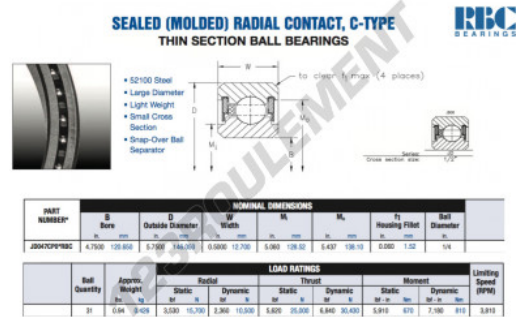 SEALED (MOLDED) RADIAL CONTACT, C-TYPE
THIN SECTION BALL BEARINGS
RBC
BEARINGS
• 52100 Steel
• Large Diameter
• Light Weight
• Small Cross
Section
• Snap-Over Ball
Separator
W
to clear f₁ max (4 places)
D
B
Series
Cross section size 1/2"
123ROULEMENT
PART
NUMBER*
NOMINAL DIMENSIONS
B
Bore
D
Outside Diameter
W
Width
f₁
Housing Fillet
Ball
Diameter
in. mm in. mm in. mm in. mm in. mm in. mm in.
4.7500 120.650 5.7500 146.050 0.5000 12.700 5.060 128.52 5.437 138.10 0.060 1.52 1/4
LOAD RATINGS
Ball
Quantity
Approx.
Weight
Radial
Thrust
Moment
Limiting
Speed
(RPM)
Static Dynamic Static Dynamic Static Dynamic
lbs kg lbf N lbf N lbf N lbf N lbf - in Nm lbf - in Nm
31 0.94 0.426 3,530 15,700 2,360 10,500 5,620 25,000 6,840 30,430 5,910 670 7,180 810 3,810